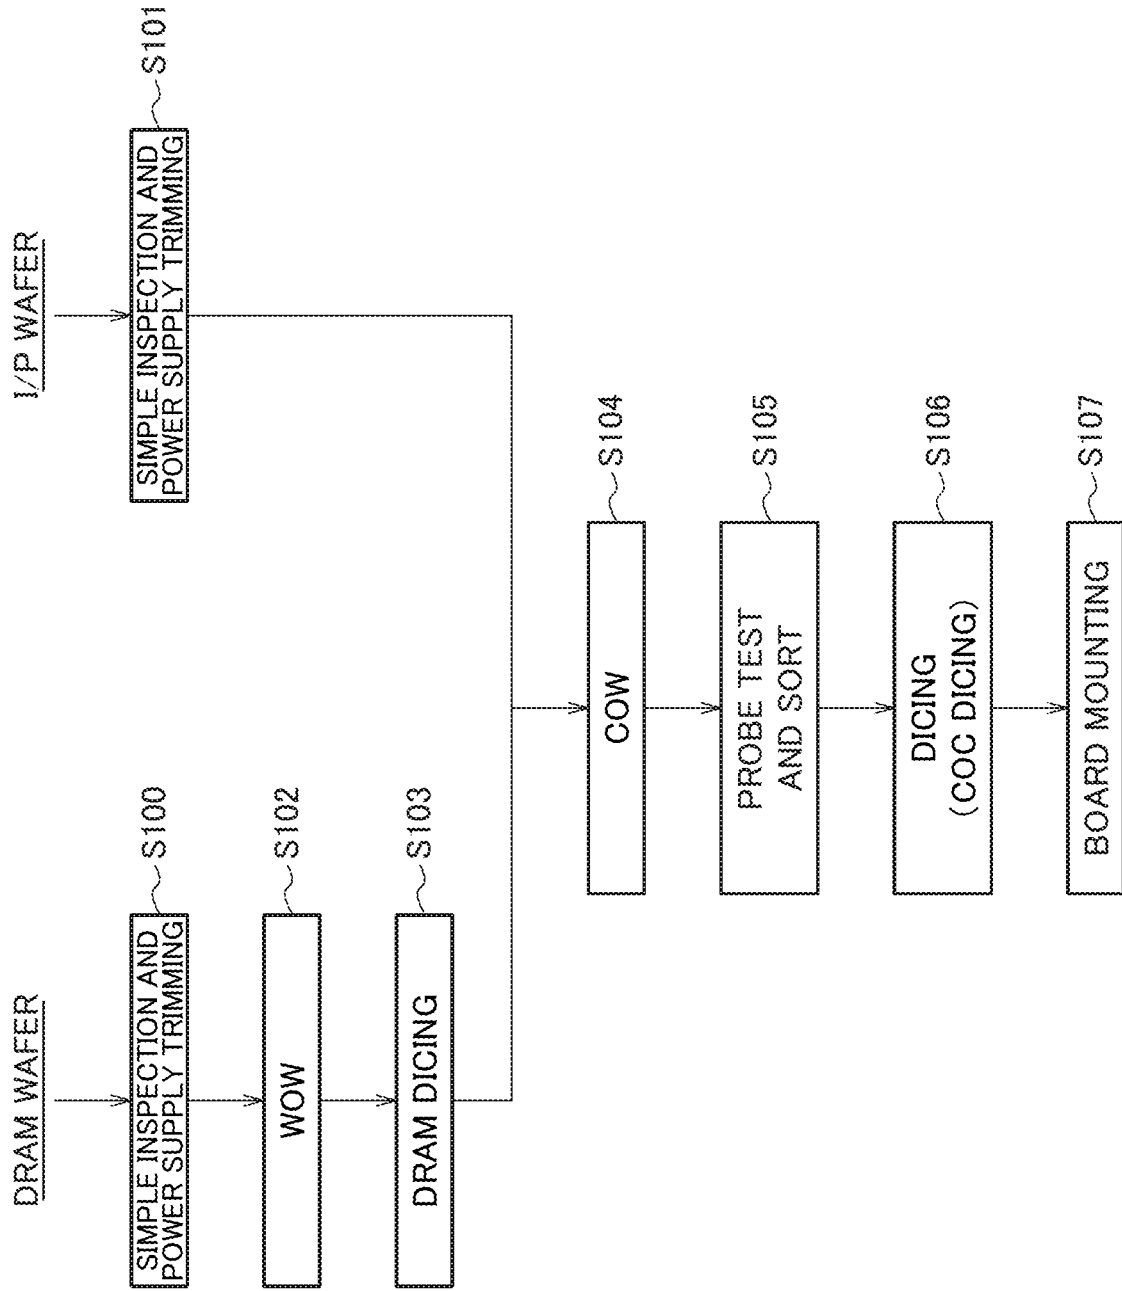 DRAM WAFER
SIMPLE INSPECTION AND
POWER SUPPLY TRIMMING
S100
WOW
S102
DRAM DICING
S103
I/P WAFER
SIMPLE INSPECTION AND
POWER SUPPLY TRIMMING
S101
COW
S104
PROBE TEST
AND SORT
S105
DICING
(COC DICING)
S106
BOARD MOUNTING
S107